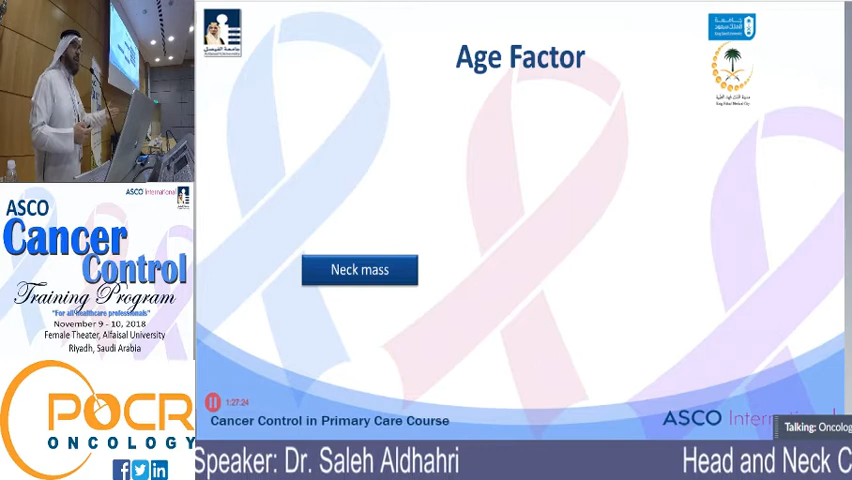 جامعة الفيصل
Age Factor
Neck mass
1:27:24
Cancer Control in Primary Care Course
ASCO International
Talking: Oncolog
ASCO International
ASCO
Cancer
Control
Training Program
"For all healthcare professionals"
November 9 - 10, 2018
Female Theater, Alfaisal University
Riyadh, Saudi Arabia
POCR
ONCOLOGY
Speaker: Dr. Saleh Aldhahri
Head and Neck C